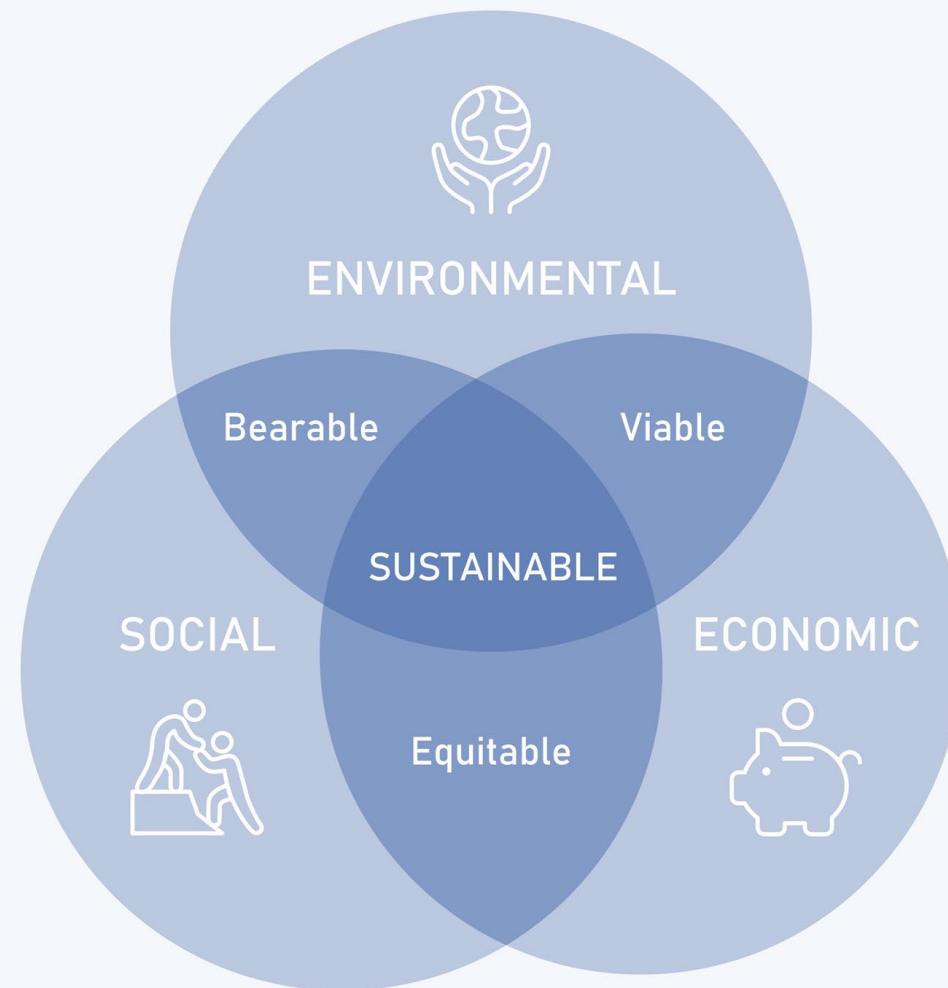 ENVIRONMENTAL
Bearable
Viable
SUSTAINABLE
SOCIAL
ECONOMIC
Equitable